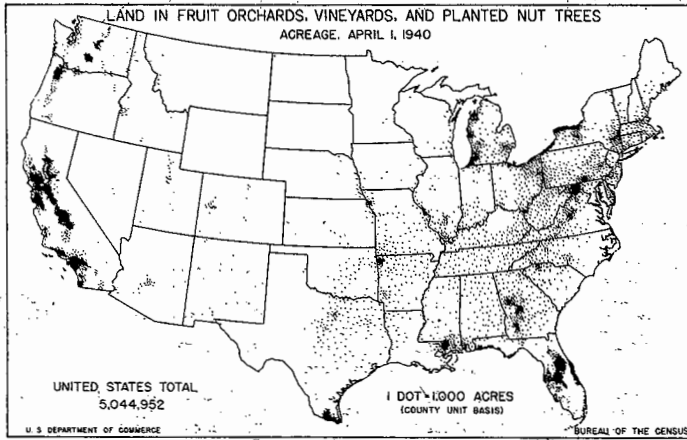 LAND IN FRUIT ORCHARDS, VINEYARDS, AND PLANTED NUT TREES
ACREAGE, APRIL 1, 1940
UNITED STATES TOTAL
5,044,952
1 DOT=1,000 ACRES
(COUNTY UNIT BASIS)
U. S DEPARTMENT OF COMMERCE
BUREAU OF THE CENSUS